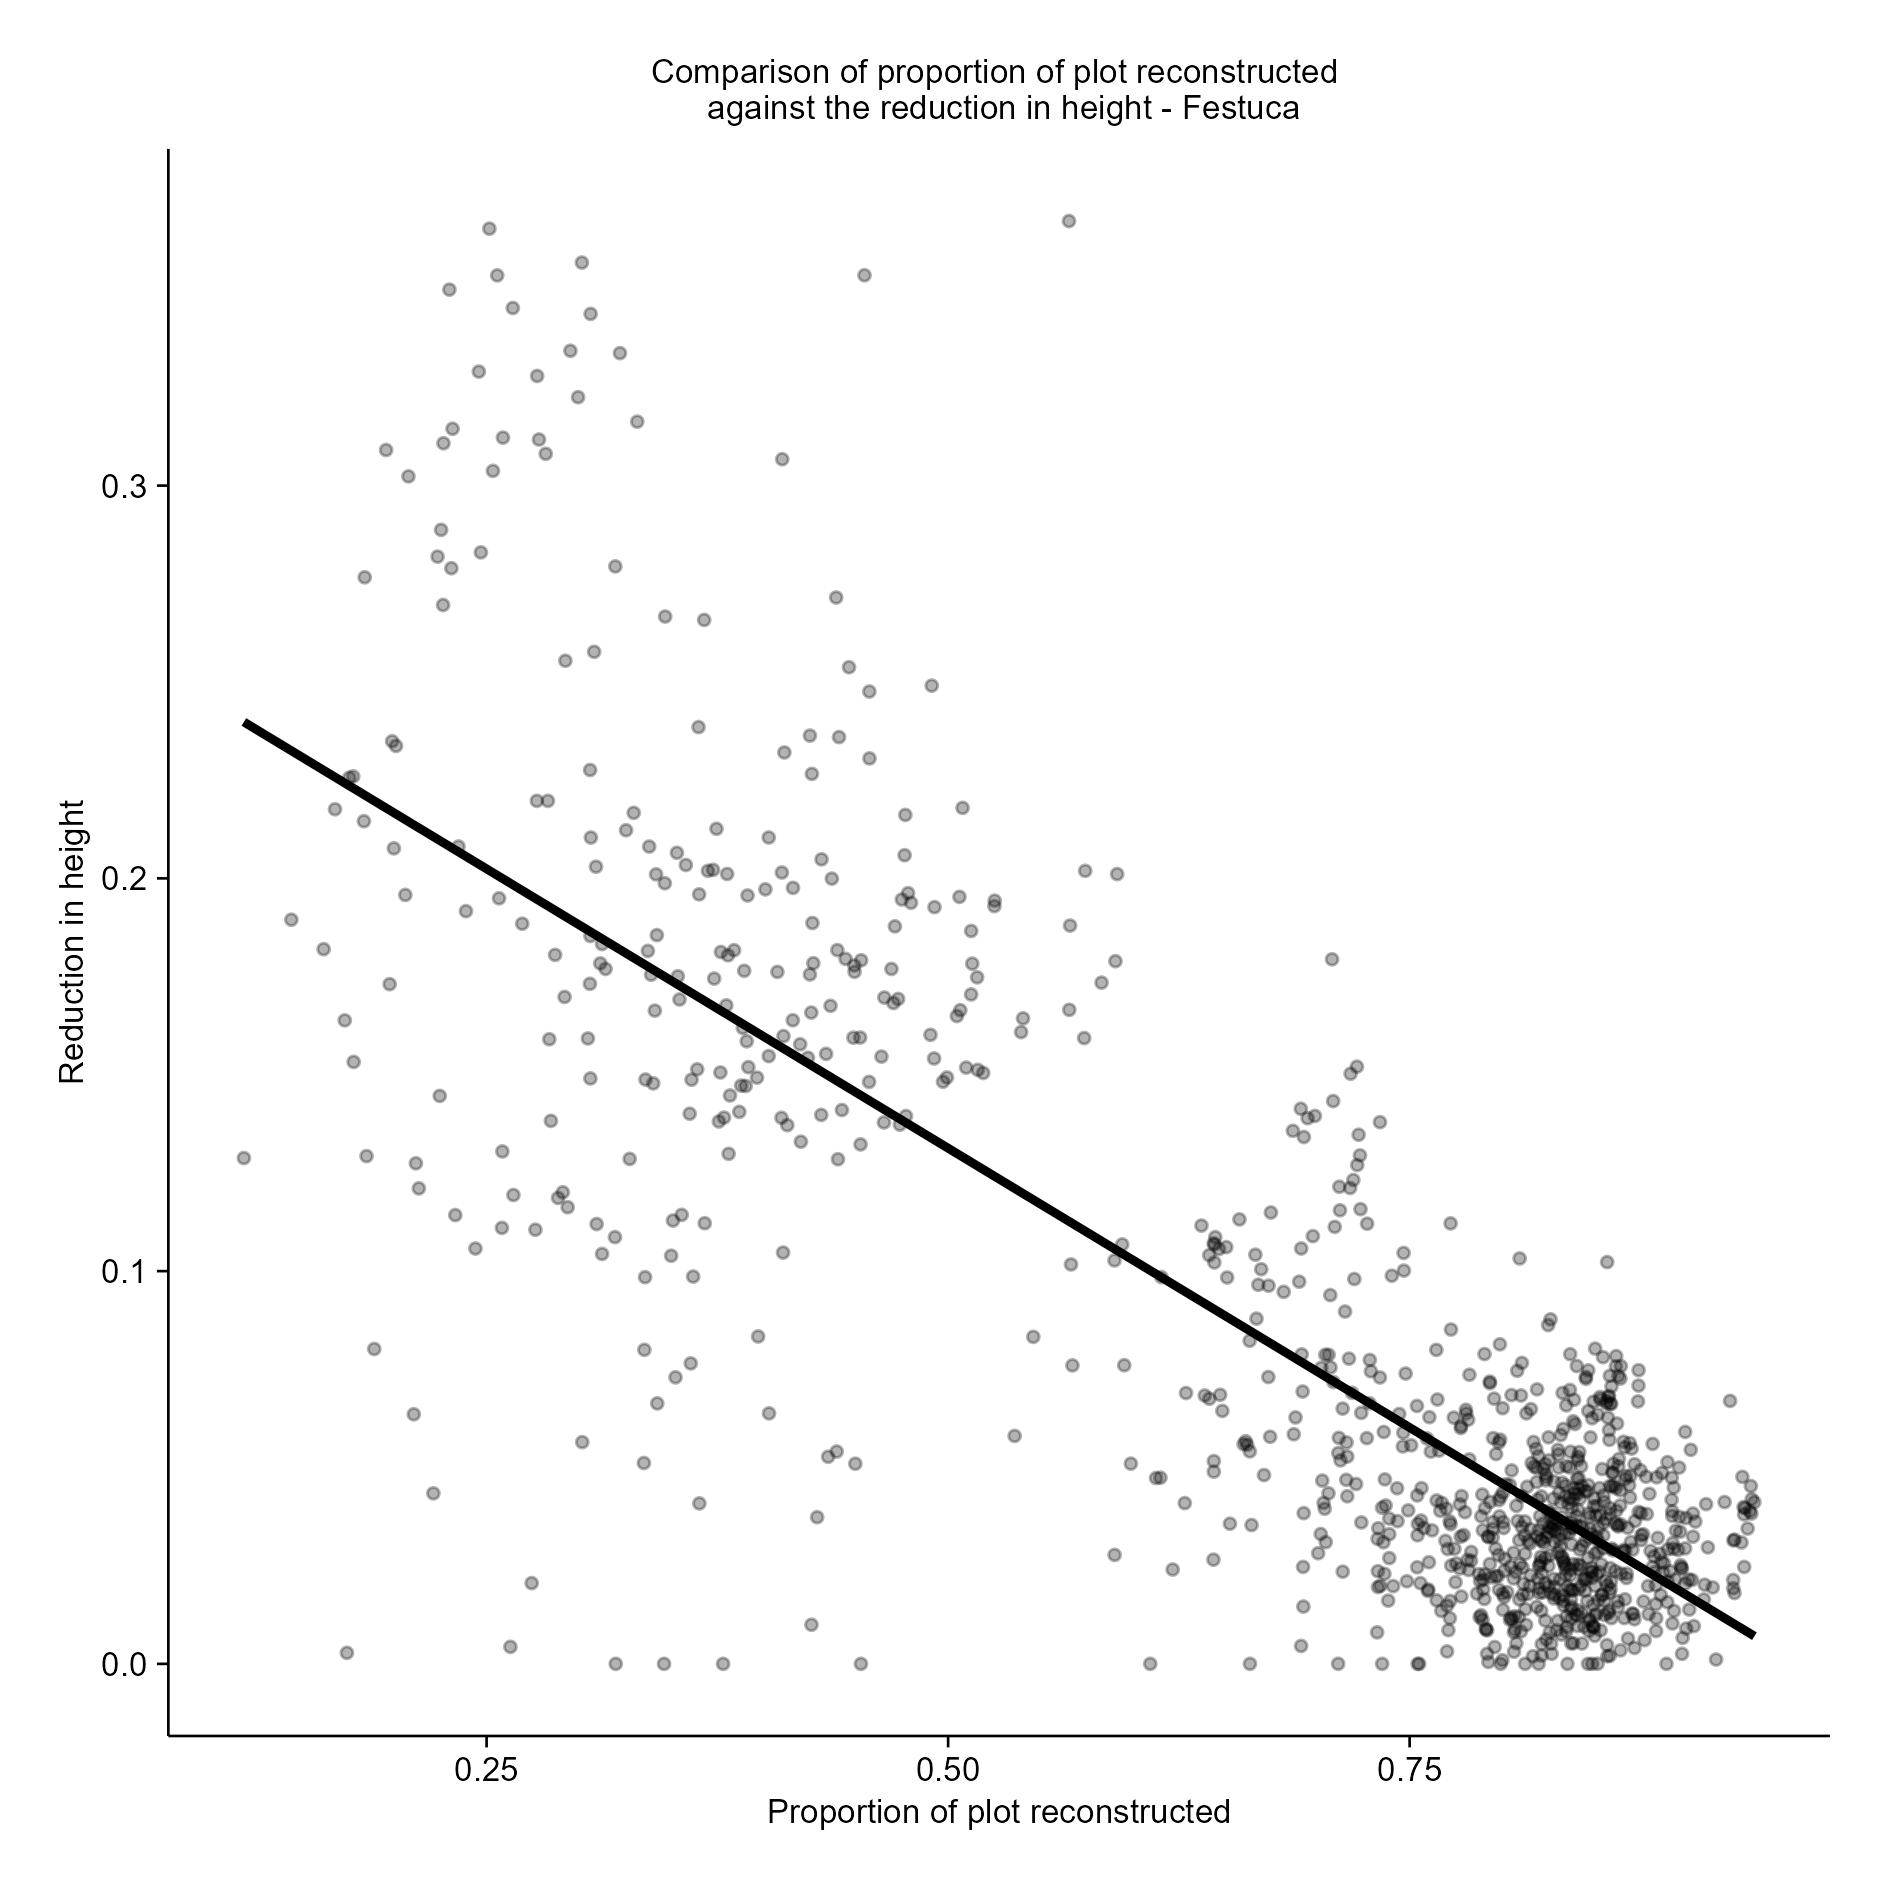 Comparison of proportion of plot reconstructed
against the reduction in height - Festuca
Reduction in height
0.3
0.2
0.1
0.0
0.25
0.50
0.75
Proportion of plot reconstructed